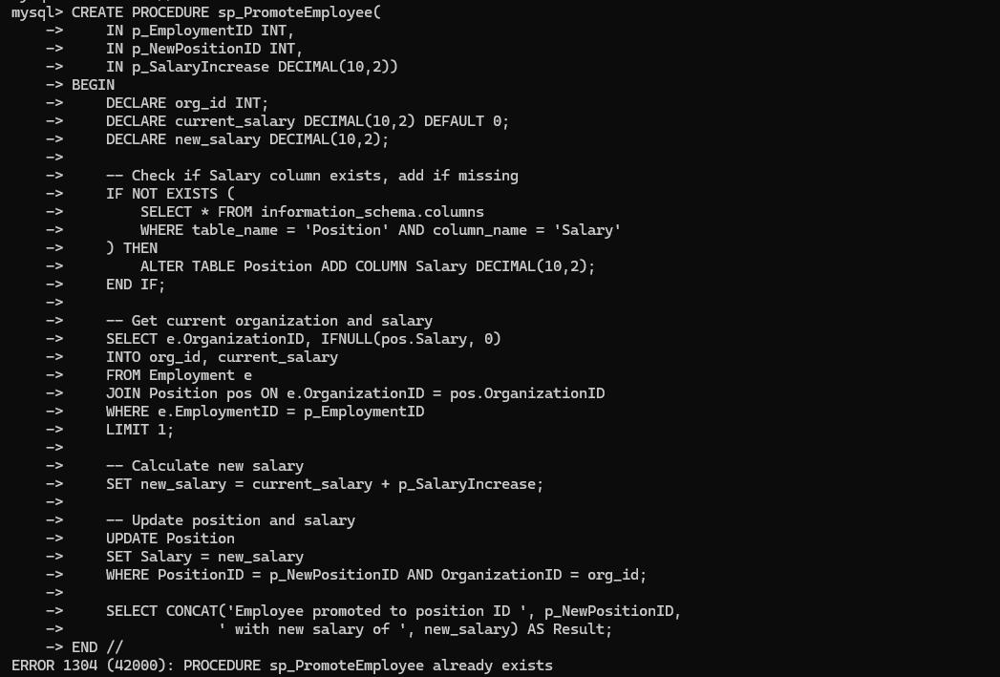 mysql> CREATE PROCEDURE sp_PromoteEmployee(
    ->     IN p_EmploymentID INT,
    ->     IN p_NewPositionID INT,
    ->     IN p_SalaryIncrease DECIMAL(10,2))
    -> BEGIN
    ->     DECLARE org_id INT;
    ->     DECLARE current_salary DECIMAL(10,2) DEFAULT 0;
    ->     DECLARE new_salary DECIMAL(10,2);
    ->
    ->     -- Check if Salary column exists, add if missing
    ->     IF NOT EXISTS (
    ->         SELECT * FROM information_schema.columns
    ->         WHERE table_name = 'Position' AND column_name = 'Salary'
    ->     ) THEN
    ->         ALTER TABLE Position ADD COLUMN Salary DECIMAL(10,2);
    ->     END IF;
    ->
    ->     -- Get current organization and salary
    ->     SELECT e.OrganizationID, IFNULL(pos.Salary, 0)
    ->     INTO org_id, current_salary
    ->     FROM Employment e
    ->     JOIN Position pos ON e.OrganizationID = pos.OrganizationID
    ->     WHERE e.EmploymentID = p_EmploymentID
    ->     LIMIT 1;
    ->
    ->     -- Calculate new salary
    ->     SET new_salary = current_salary + p_SalaryIncrease;
    ->
    ->     -- Update position and salary
    ->     UPDATE Position
    ->     SET Salary = new_salary
    ->     WHERE PositionID = p_NewPositionID AND OrganizationID = org_id;
    ->
    ->     SELECT CONCAT('Employee promoted to position ID ', p_NewPositionID,
    ->                  ' with new salary of ', new_salary) AS Result;
    -> END //
ERROR 1304 (42000): PROCEDURE sp_PromoteEmployee already exists